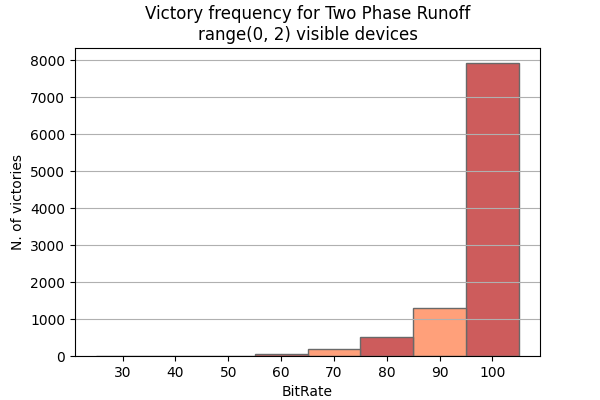 Victory frequency for Two Phase Runoff
range(0, 2) visible devices
8000
7000
6000
5000
4000
3000
2000
1000
0
N. of victories
30 40 50 60 70 80 90 100
BitRate